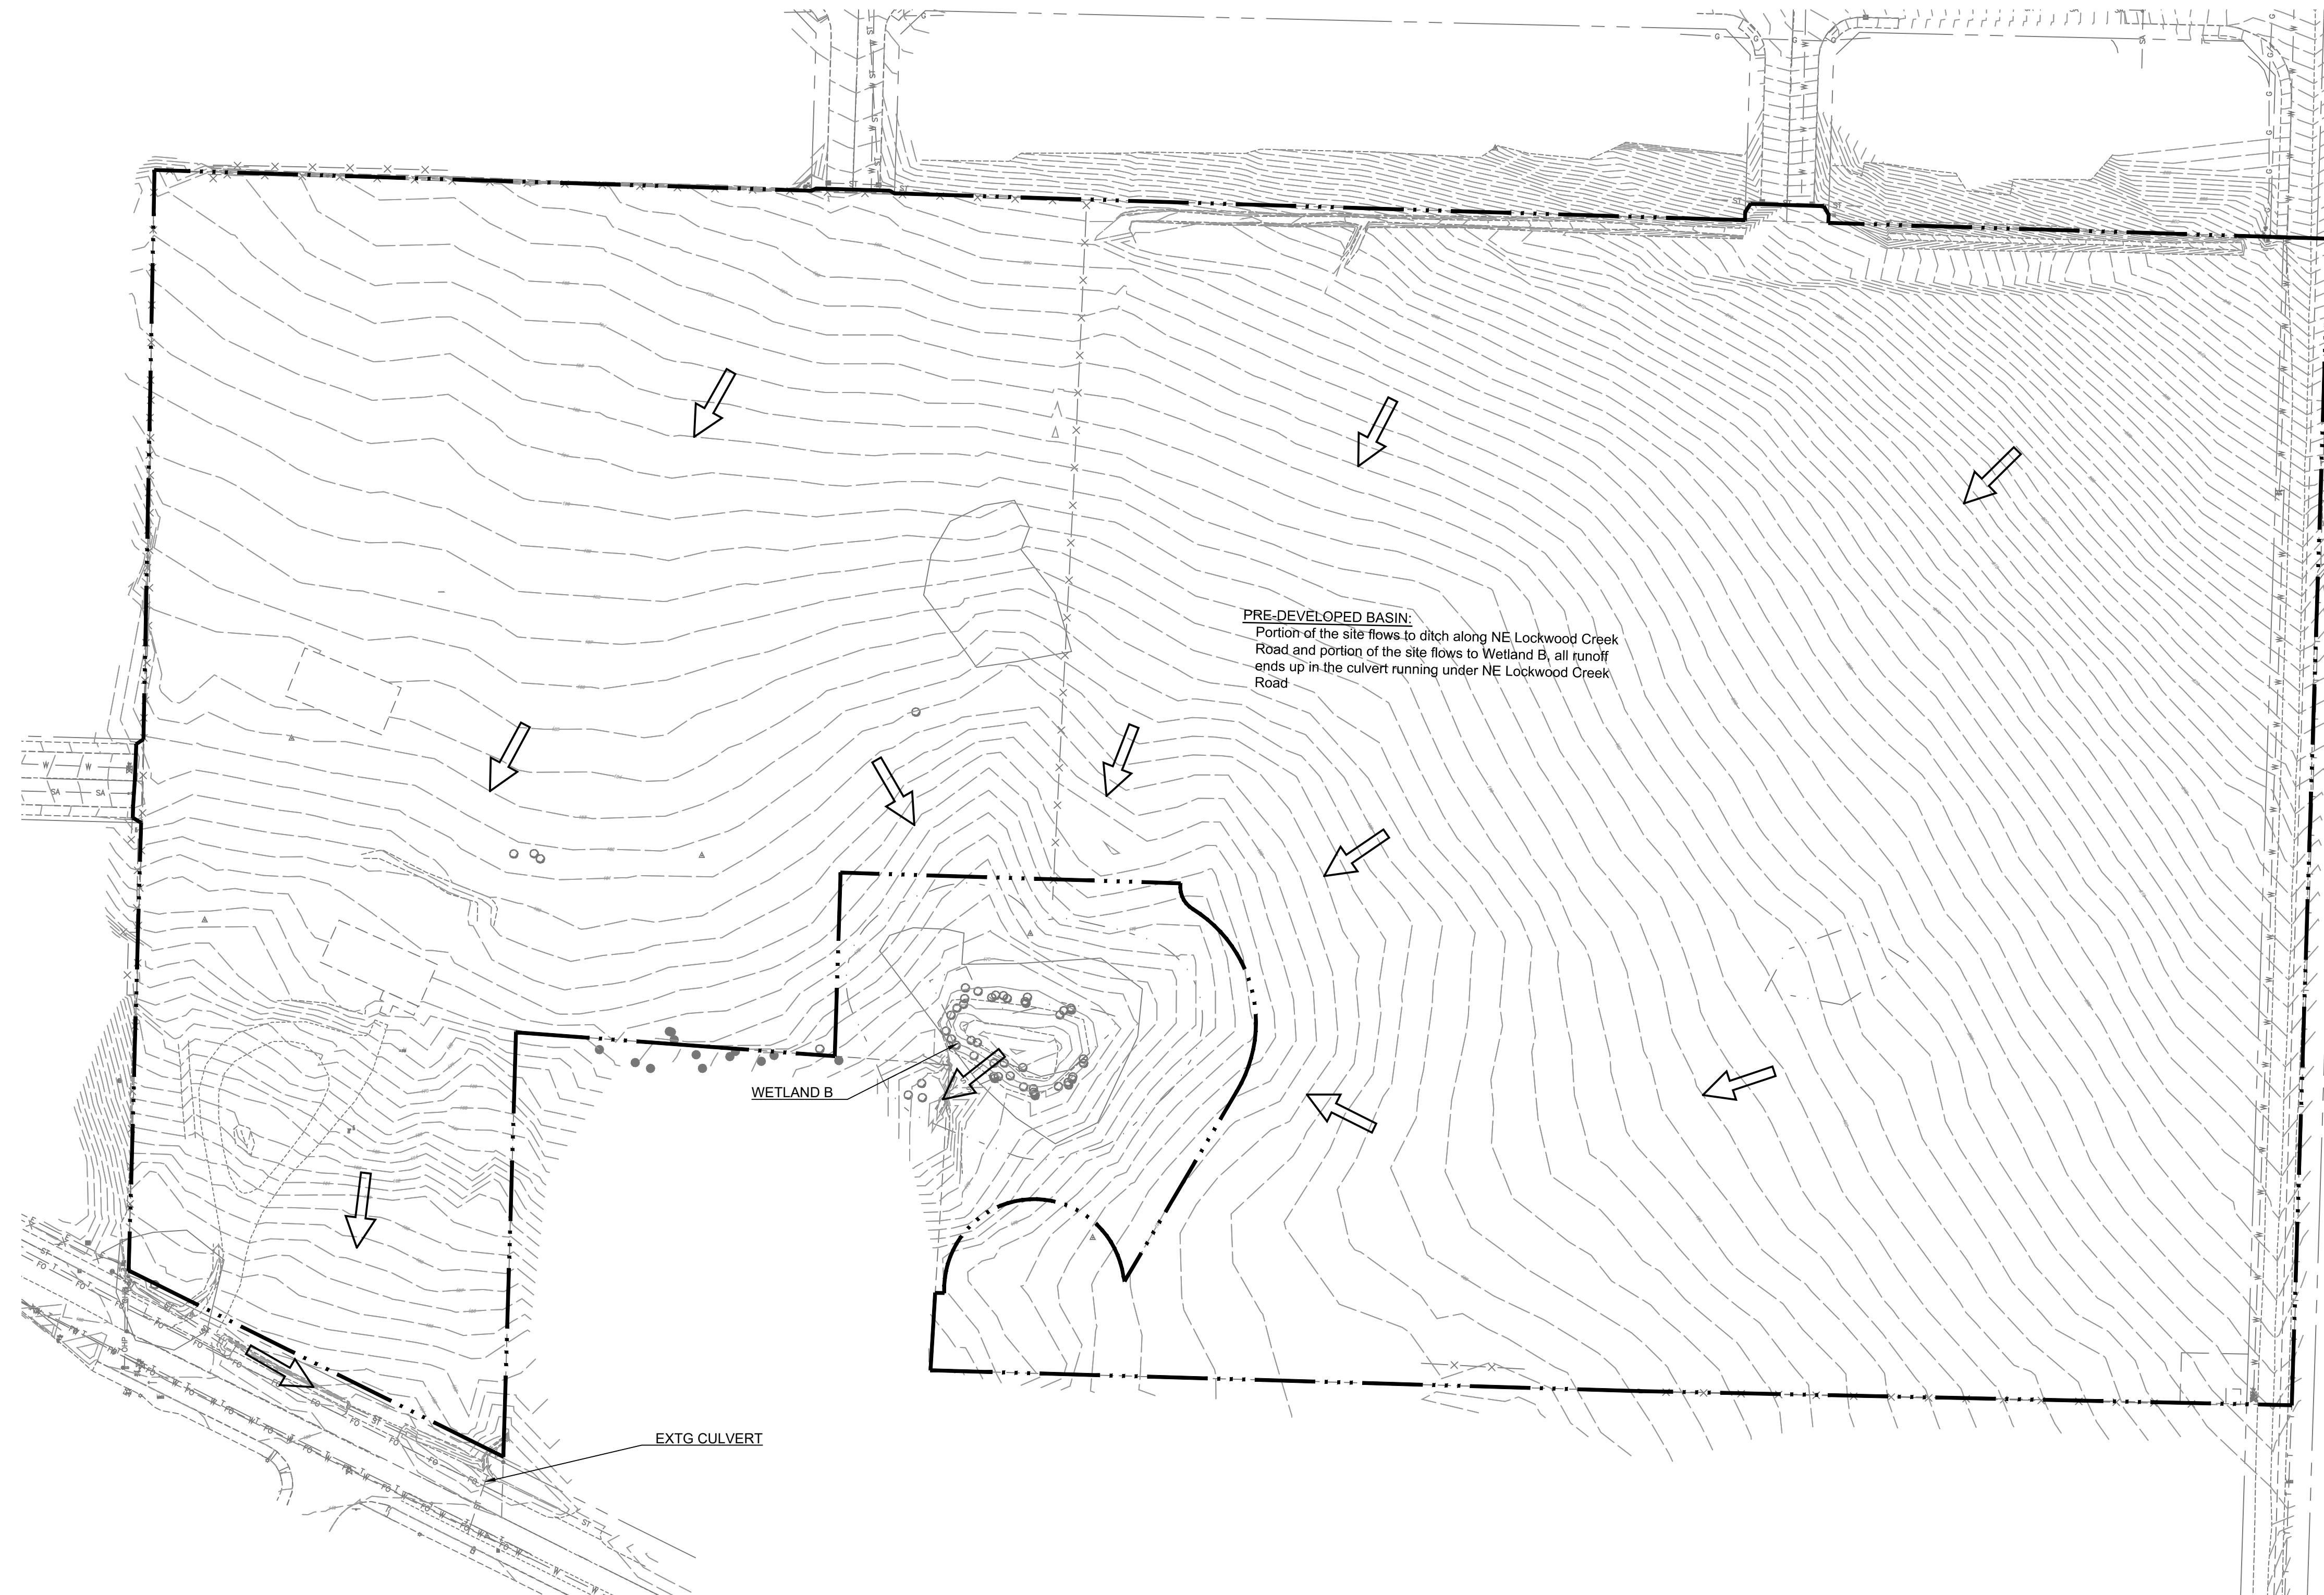 PRE-DEVELOPED BASIN:
Portion of the site flows to ditch along NE Lockwood Creek
Road and portion of the site flows to Wetland B, all runoff
ends up in the culvert running under NE Lockwood Creek
Road
WETLAND B
EXTG CULVERT